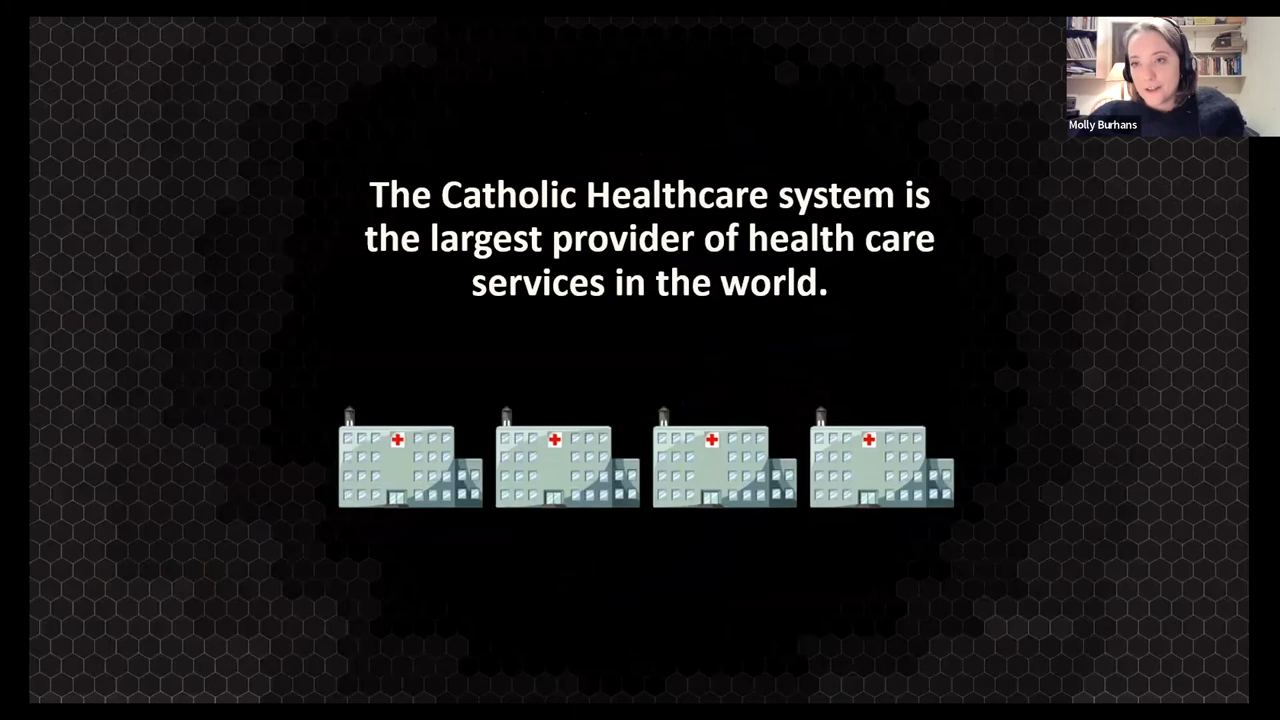 The Catholic Healthcare system is
the largest provider of health care
services in the world.
Molly Burhans